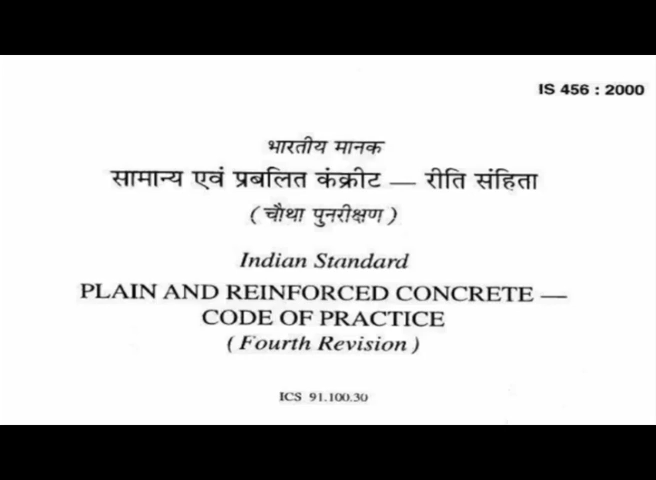 IS 456 : 2000
भारतीय मानक
सामान्य एवं प्रबलित कंक्रीट — रीति संहिता
( चौथा पुनरीक्षण )
Indian Standard
PLAIN AND REINFORCED CONCRETE —
CODE OF PRACTICE
( Fourth Revision )
ICS 91.100.30